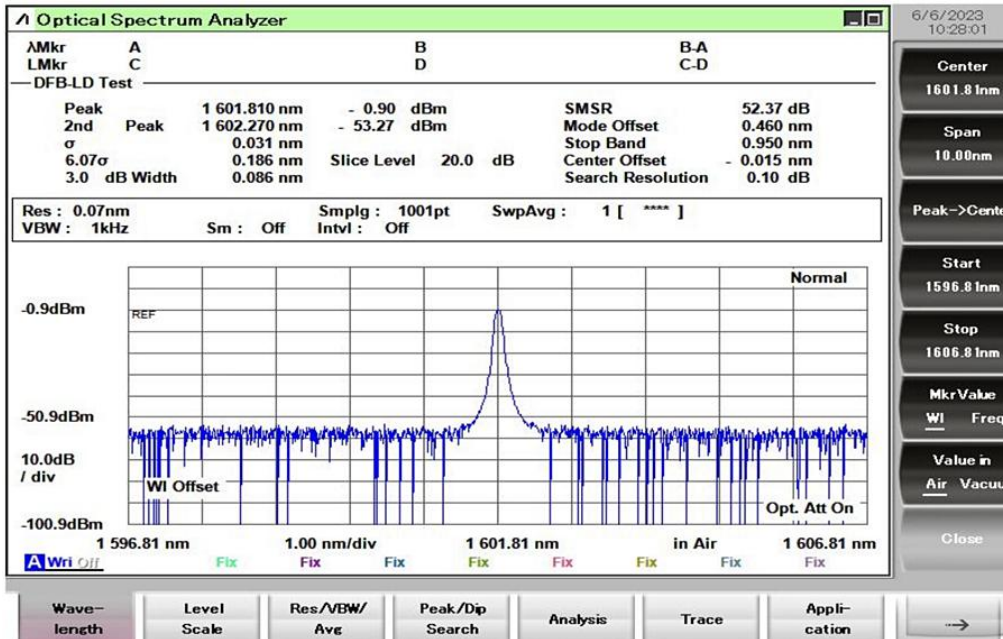 Optical Spectrum Analyzer
6/6/2023
10:28:01
λMkr A B B-A
LMkr C D C-D
DFB-LD Test
Peak 1 601.810 nm - 0.90 dBm SMSR 52.37 dB
2nd Peak 1 602.270 nm - 53.27 dBm Mode Offset 0.460 nm
σ 0.031 nm Stop Band 0.950 nm
6.07σ 0.186 nm Slice Level 20.0 dB Center Offset - 0.015 nm
3.0 dB Width 0.086 nm Search Resolution 0.10 dB
Res : 0.07nm Smplg : 1001pt SwpAvg : 1 [ **** ]
VBW : 1kHz Sm : Off Intvl : Off
Normal
-0.9dBm
REF
-50.9dBm
10.0dB
/ div
Wl Offset
Opt. Att On
-100.9dBm
1 596.81 nm 1.00 nm/div 1 601.81 nm in Air 1 606.81 nm
A Wri Off Fix Fix Fix Fix Fix Fix Fix Fix
Center
1601.81nm
Span
10.00nm
Peak->Cente
Start
1596.81nm
Stop
1606.81nm
Mkr Value
Wl Freq
Value in
Air Vacuu
Close
Wave-
length
Level
Scale
Res/VBW/
Avg
Peak/Dip
Search
Analysis
Trace
Appli-
cation
→